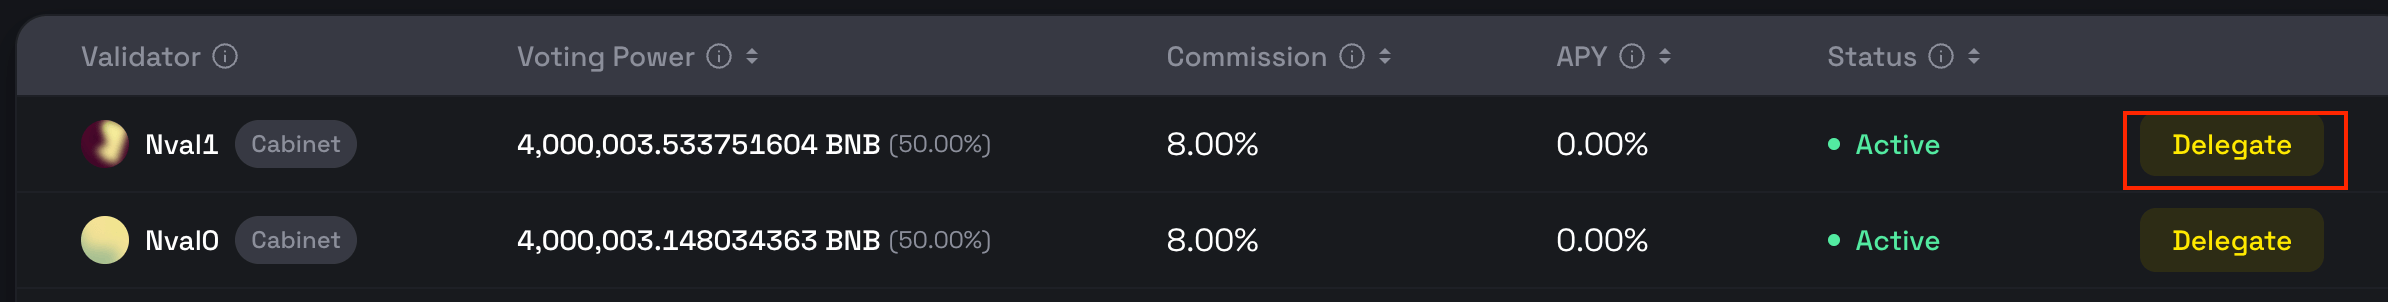 Validator Voting Power Commission APY Status
Nval1 Cabinet 4,000,003.533751604 BNB (50.00%) 8.00% 0.00% Active Delegate
Nval0 Cabinet 4,000,003.148034363 BNB (50.00%) 8.00% 0.00% Active Delegate